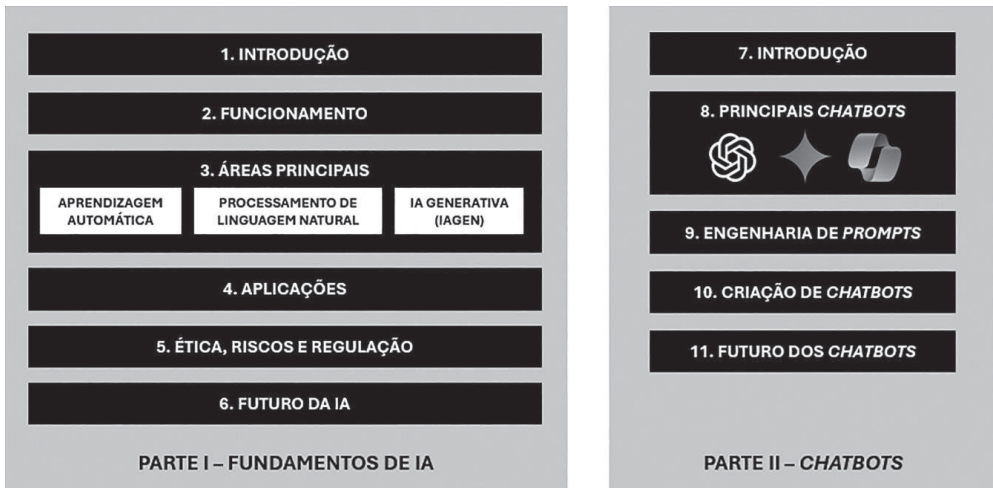 1. INTRODUÇÃO
2. FUNCIONAMENTO
3. ÁREAS PRINCIPAIS
APRENDIZAGEM
AUTOMÁTICA
PROCESSAMENTO DE
LINGUAGEM NATURAL
IA GENERATIVA
(IAGEN)
4. APLICAÇÕES
5. ÉTICA, RISCOS E REGULAÇÃO
6. FUTURO DA IA
PARTE I – FUNDAMENTOS DE IA
7. INTRODUÇÃO
8. PRINCIPAIS CHATBOTS
9. ENGENHARIA DE PROMPTS
10. CRIAÇÃO DE CHATBOTS
11. FUTURO DOS CHATBOTS
PARTE II – CHATBOTS